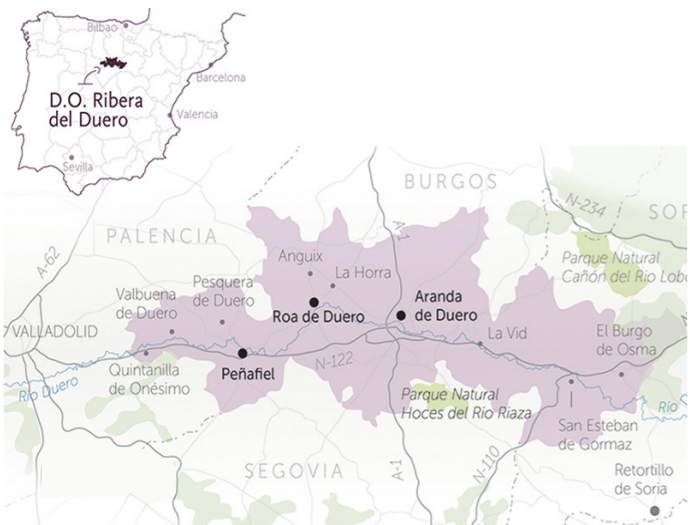 Bilbao
Barcelona
D.O. Ribera
del Duero
Valencia
Sevilla
BURGOS
N-234
A-1
PALENCIA
A-62
Parque Natural
Cañón del Río
Anguix
La Horra
Pesquera
de Duero
Valbuena
de Duero
Roa de Duero
Aranda
de Duero
VALLADOLID
La Vid
El Burgo
de Osma
Quintanilla
de Onésimo
Peñafiel
N-122
Río Duero
Parque Natural
Hoces del Río Riaza
Río
San Esteban
de Gormaz
SEGOVIA
A-1
N-110
Retortillo
de Soria